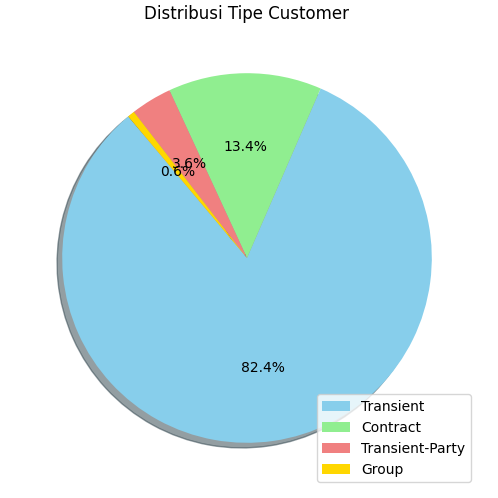 Distribusi Tipe Customer
13.4%
3.6%
0.6%
82.4%
Transient
Contract
Transient-Party
Group